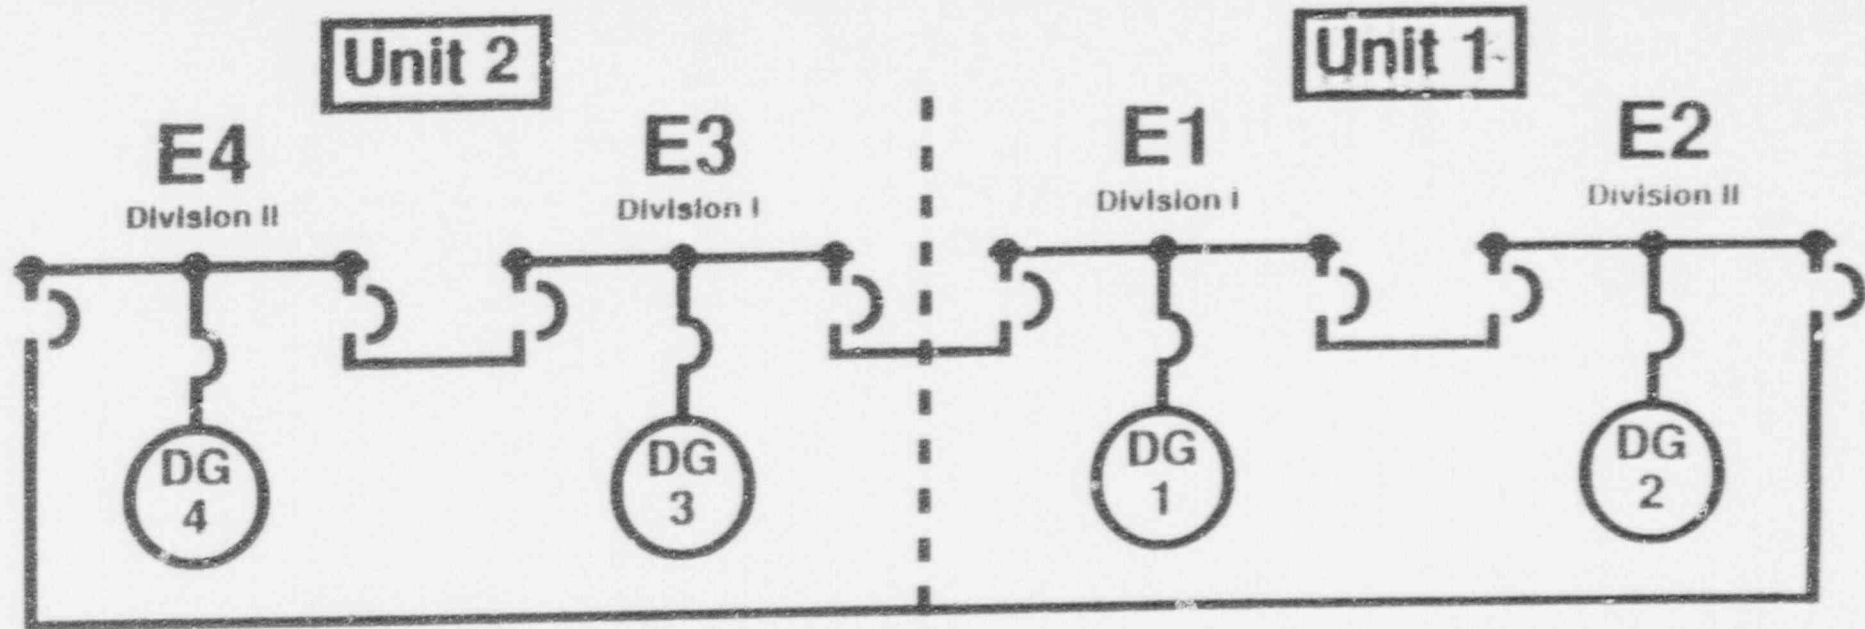 Unit 2
Unit 1
E4
E3
E1
E2
Division II
Division I
Division I
Division II
DG
4
DG
3
DG
1
DG
2